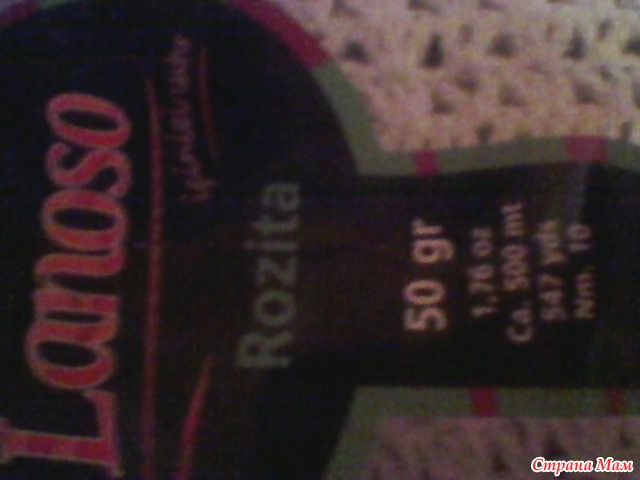 Lanoso
Rozita
50 gr
1,76 oz
Ca. 500 mt
547 yds
Nm. 10
Страна Мам